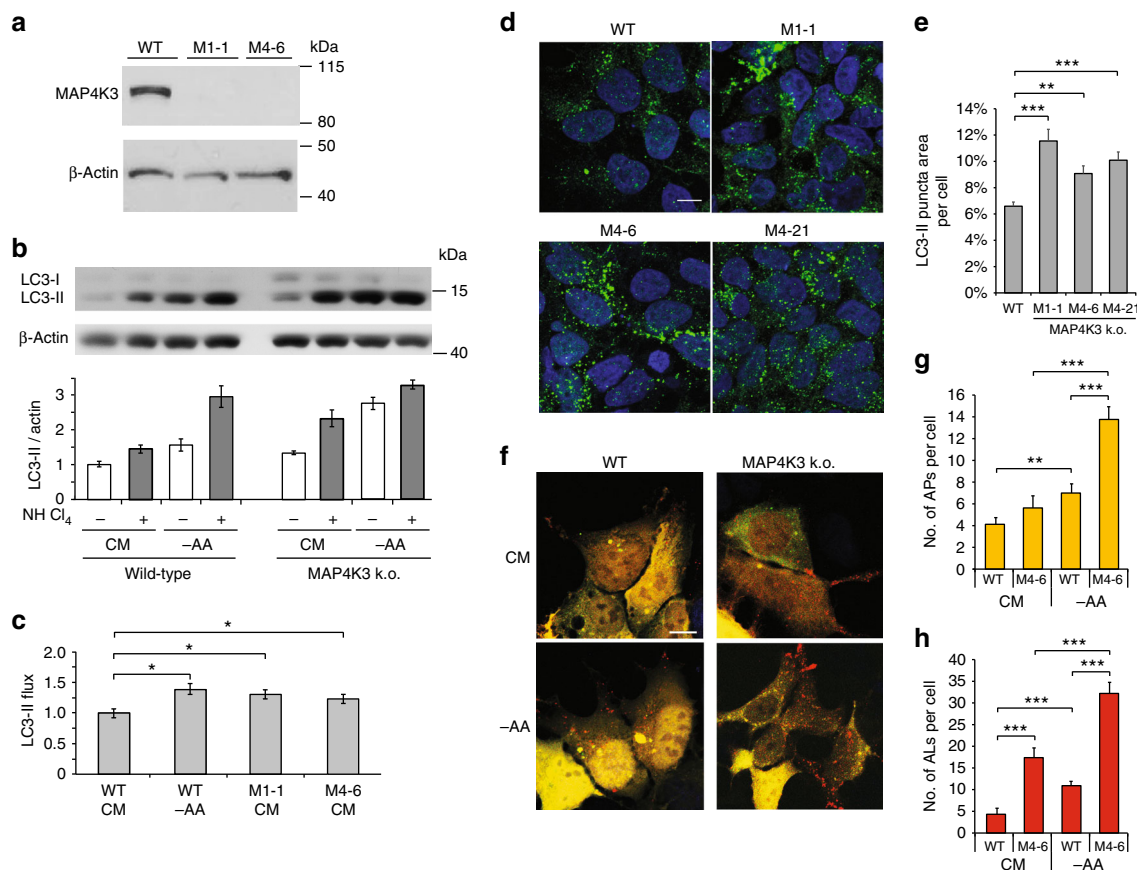 a
WT M1-1 M4-6 kDa
MAP4K3
115
80
β-Actin
50
40
b
kDa
LC3-I
LC3-II
15
β-Actin
40
LC3-II / actin
3
2
1
0
NH Cl4 − + − + − + − +
CM −AA CM −AA
Wild-type MAP4K3 k.o.
c
LC3-II flux
2.0
1.5
1.0
0.5
0
* * *
WT CM
WT −AA
M1-1 CM
M4-6 CM
d
WT M1-1
M4-6 M4-21
e
LC3-II puncta area per cell
14%
12%
10%
8%
6%
4%
2%
0%
***
**
***
WT M1-1 M4-6 M4-21
MAP4K3 k.o.
f
WT MAP4K3 k.o.
CM
−AA
g
No. of APs per cell
16
14
12
10
8
6
4
2
0
***
***
**
WT M4-6 WT M4-6
CM −AA
h
No. of ALs per cell
40
35
30
25
20
15
10
5
0
***
***
***
***
WT M4-6 WT M4-6
CM −AA